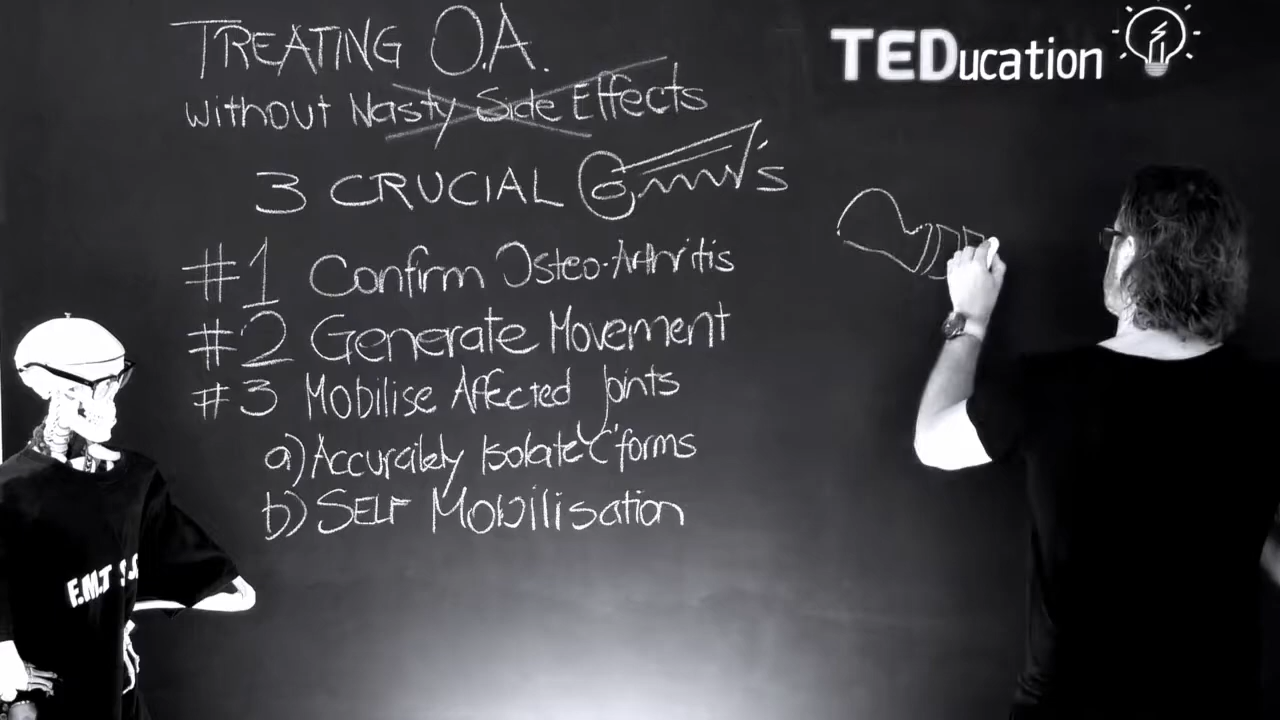 TREATING O.A.
without Nasty Side Effects
3 CRUCIAL
#1 Confirm Osteo-Arthritis
#2 Generate Movement
#3 Mobilise Affected Joints
a) Accurately Isolate C'forms
b) SELF Mobilisation
TEDucation
F.M.T